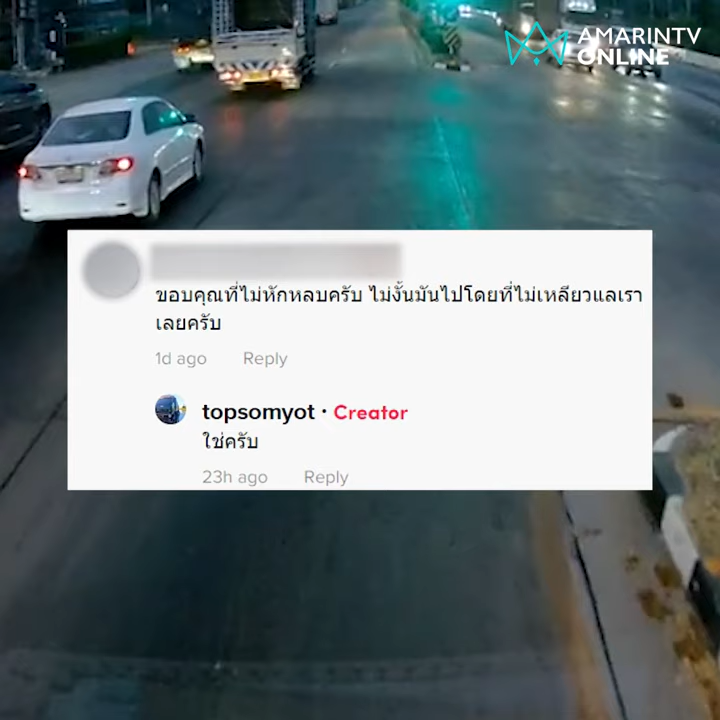 AMARINTV
ONLINE
ขอบคุณที่ไม่หักหลบครับ ไม่งั้นมันไปโดยที่ไม่เหลียวแลเรา
เลยครับ
1d ago Reply
topsomyot · Creator
ใช่ครับ
23h ago Reply